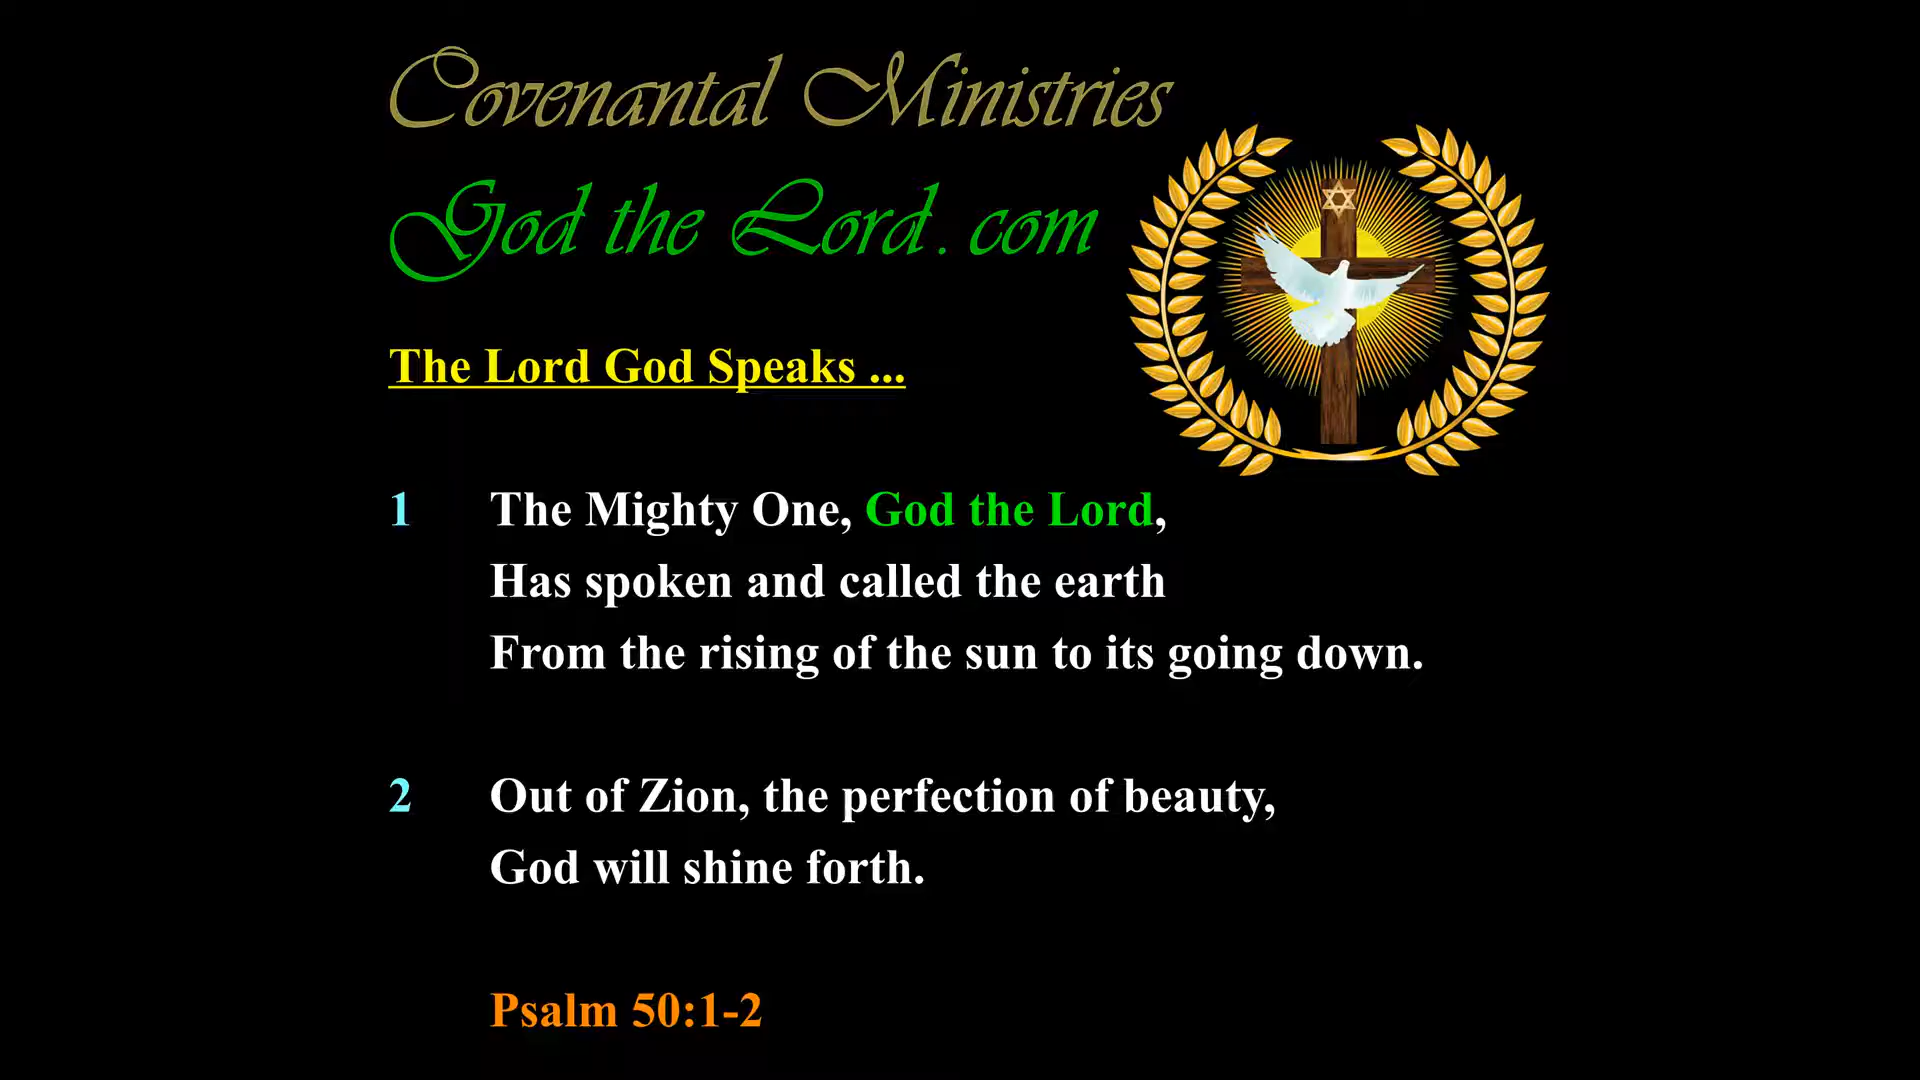 Covenantal Ministries
God the Lord.com
The Lord God Speaks ...
1 The Mighty One, God the Lord,
Has spoken and called the earth
From the rising of the sun to its going down.
2 Out of Zion, the perfection of beauty,
God will shine forth.
Psalm 50:1-2